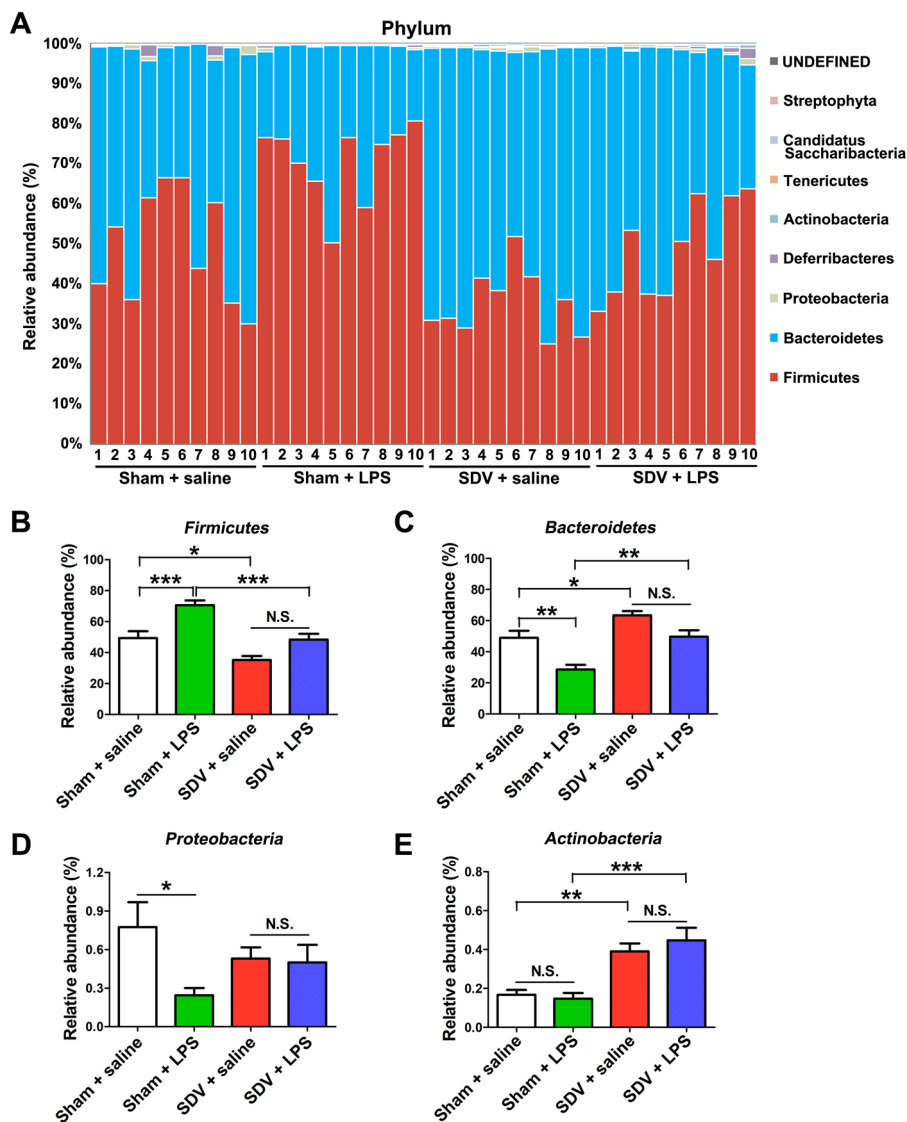 A
Phylum
Relative abundance (%)
100%
90%
80%
70%
60%
50%
40%
30%
20%
10%
0%
1 2 3 4 5 6 7 8 9 10 1 2 3 4 5 6 7 8 9 10 1 2 3 4 5 6 7 8 9 10 1 2 3 4 5 6 7 8 9 10
Sham + saline Sham + LPS SDV + saline SDV + LPS
UNDEFINED
Streptophyta
Candidatus
Saccharibacteria
Tenericutes
Actinobacteria
Deferribacteres
Proteobacteria
Bacteroidetes
Firmicutes
B
Firmicutes
Relative abundance (%)
100
80
60
40
20
0
*
*** ***
N.S.
Sham + saline
Sham + LPS
SDV + saline
SDV + LPS
C
Bacteroidetes
Relative abundance (%)
100
80
60
40
20
0
**
*
N.S.
**
Sham + saline
Sham + LPS
SDV + saline
SDV + LPS
D
Proteobacteria
Relative abundance (%)
1.2
0.9
0.6
0.3
0.0
*
N.S.
Sham + saline
Sham + LPS
SDV + saline
SDV + LPS
E
Actinobacteria
Relative abundance (%)
0.8
0.6
0.4
0.2
0.0
***
**
N.S.
N.S.
Sham + saline
Sham + LPS
SDV + saline
SDV + LPS